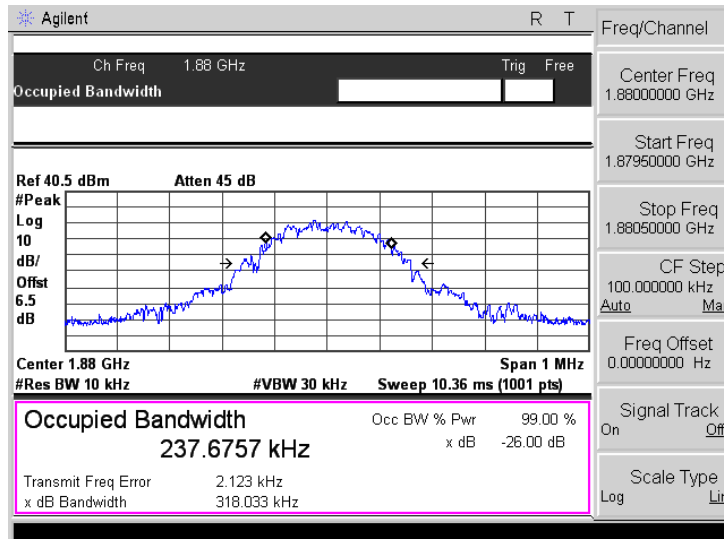 Agilent R T
Ch Freq 1.88 GHz Trig Free
Occupied Bandwidth
Ref 40.5 dBm Atten 45 dB
#Peak
Log
10
dB/
Offst
6.5
dB
Center 1.88 GHz Span 1 MHz
#Res BW 10 kHz #VBW 30 kHz Sweep 10.36 ms (1001 pts)
Occupied Bandwidth
237.6757 kHz
Occ BW % Pwr 99.00 %
x dB -26.00 dB
Transmit Freq Error 2.123 kHz
x dB Bandwidth 318.033 kHz
Freq/Channel
Center Freq
1.88000000 GHz
Start Freq
1.87950000 GHz
Stop Freq
1.88050000 GHz
CF Step
100.000000 kHz
Auto Ma
Freq Offset
0.00000000 Hz
Signal Track
On Off
Scale Type
Log Lin